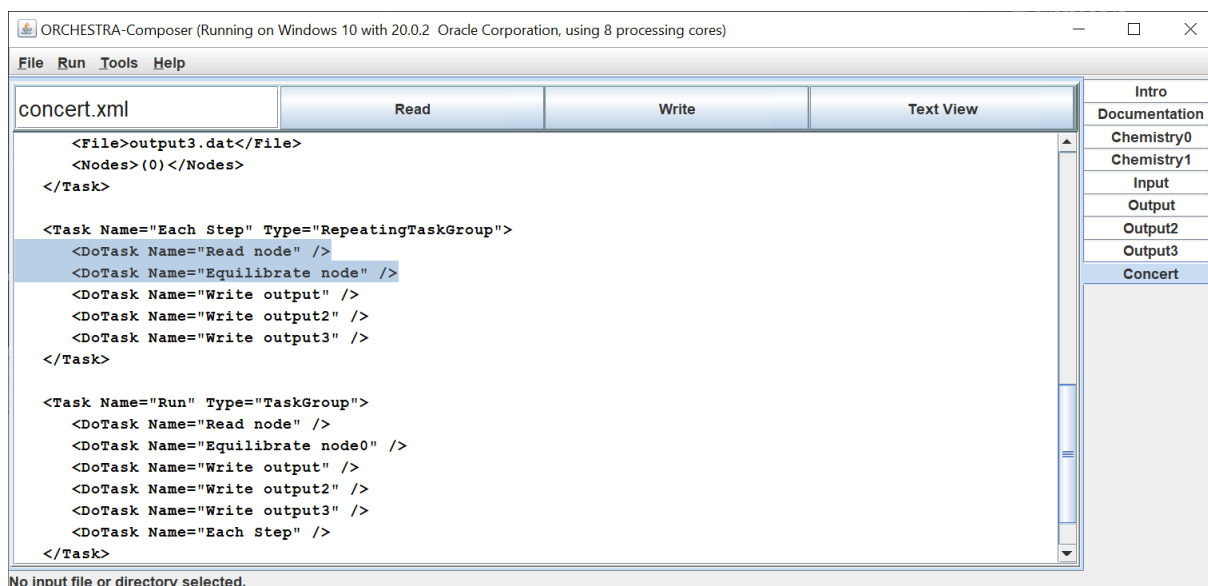 ORCHESTRA-Composer (Running on Windows 10 with 20.0.2  Oracle Corporation, using 8 processing cores)
File Run Tools Help
concert.xml Read Write Text View
<File>output3.dat</File>
<Nodes>(0)</Nodes>
</Task>
<Task Name="Each Step" Type="RepeatingTaskGroup">
<DoTask Name="Read node" />
<DoTask Name="Equilibrate node" />
<DoTask Name="Write output" />
<DoTask Name="Write output2" />
<DoTask Name="Write output3" />
</Task>
<Task Name="Run" Type="TaskGroup">
<DoTask Name="Read node" />
<DoTask Name="Equilibrate node0" />
<DoTask Name="Write output" />
<DoTask Name="Write output2" />
<DoTask Name="Write output3" />
<DoTask Name="Each Step" />
</Task>
Intro
Documentation
Chemistry0
Chemistry1
Input
Output
Output2
Output3
Concert
No input file or directory selected.